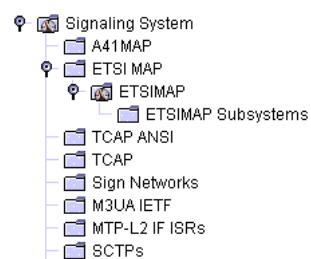 Signaling System
A41MAP
ETSI MAP
ETSIMAP
ETSIMAP Subsystems
TCAP ANSI
TCAP
Sign Networks
M3UA IETF
MTP-L2 IF ISRs
SCTPs